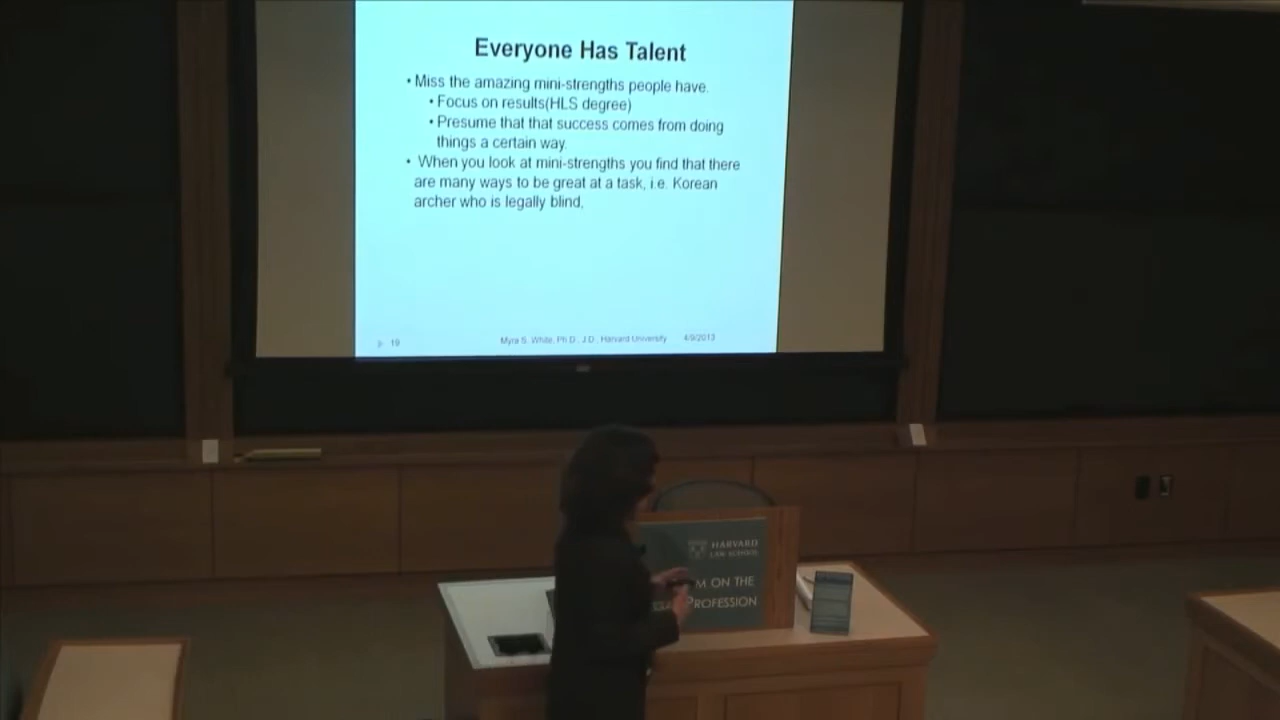 Everyone Has Talent
• Miss the amazing mini-strengths people have.
• Focus on results(HLS degree)
• Presume that that success comes from doing
things a certain way.
• When you look at mini-strengths you find that there
are many ways to be great at a task, i.e. Korean
archer who is legally blind,
19 Myra S. White, Ph.D., J.D., Harvard University 4/9/2013
HARVARD
LAW SCHOOL
M ON THE
PROFESSION